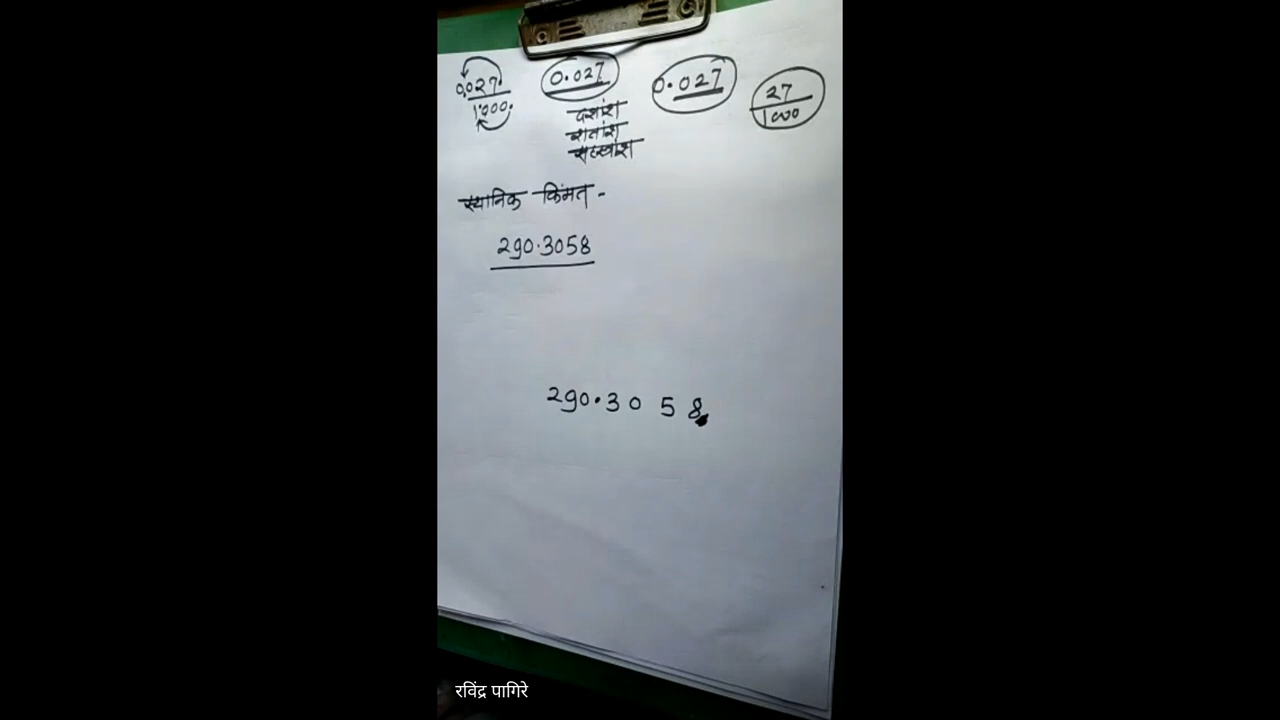 0.027. 0.027 0.027 27
1000. 1000
दशांश
शतांश
सहस्त्रांश
स्थानिक किंमत -
290.3058
290.3058
रविंद्र पागिरे